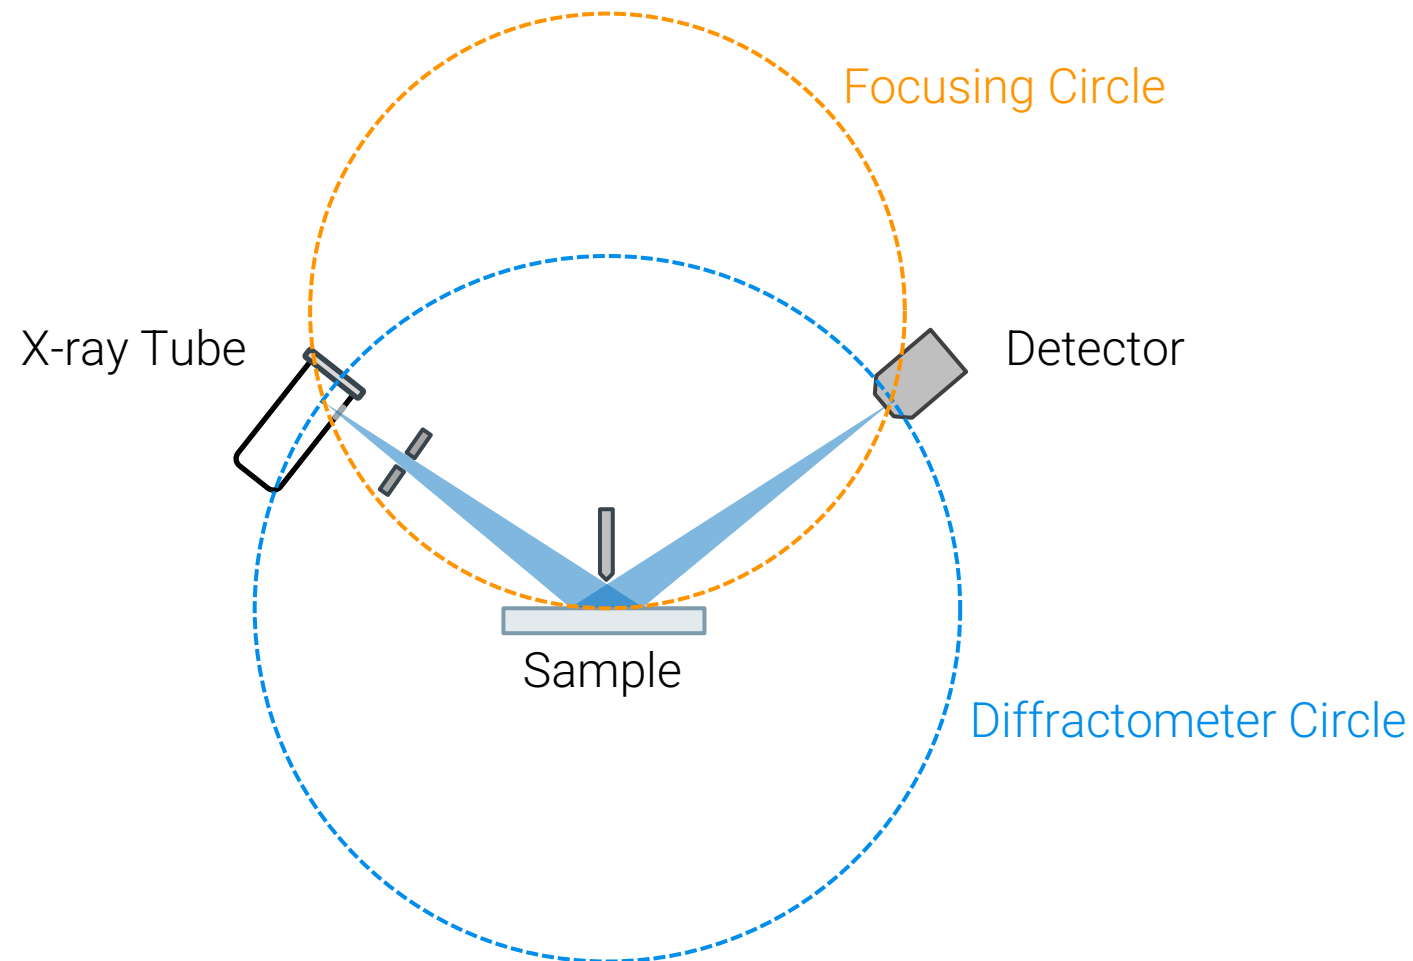 Focusing Circle
X-ray Tube
Detector
Sample
Diffractometer Circle